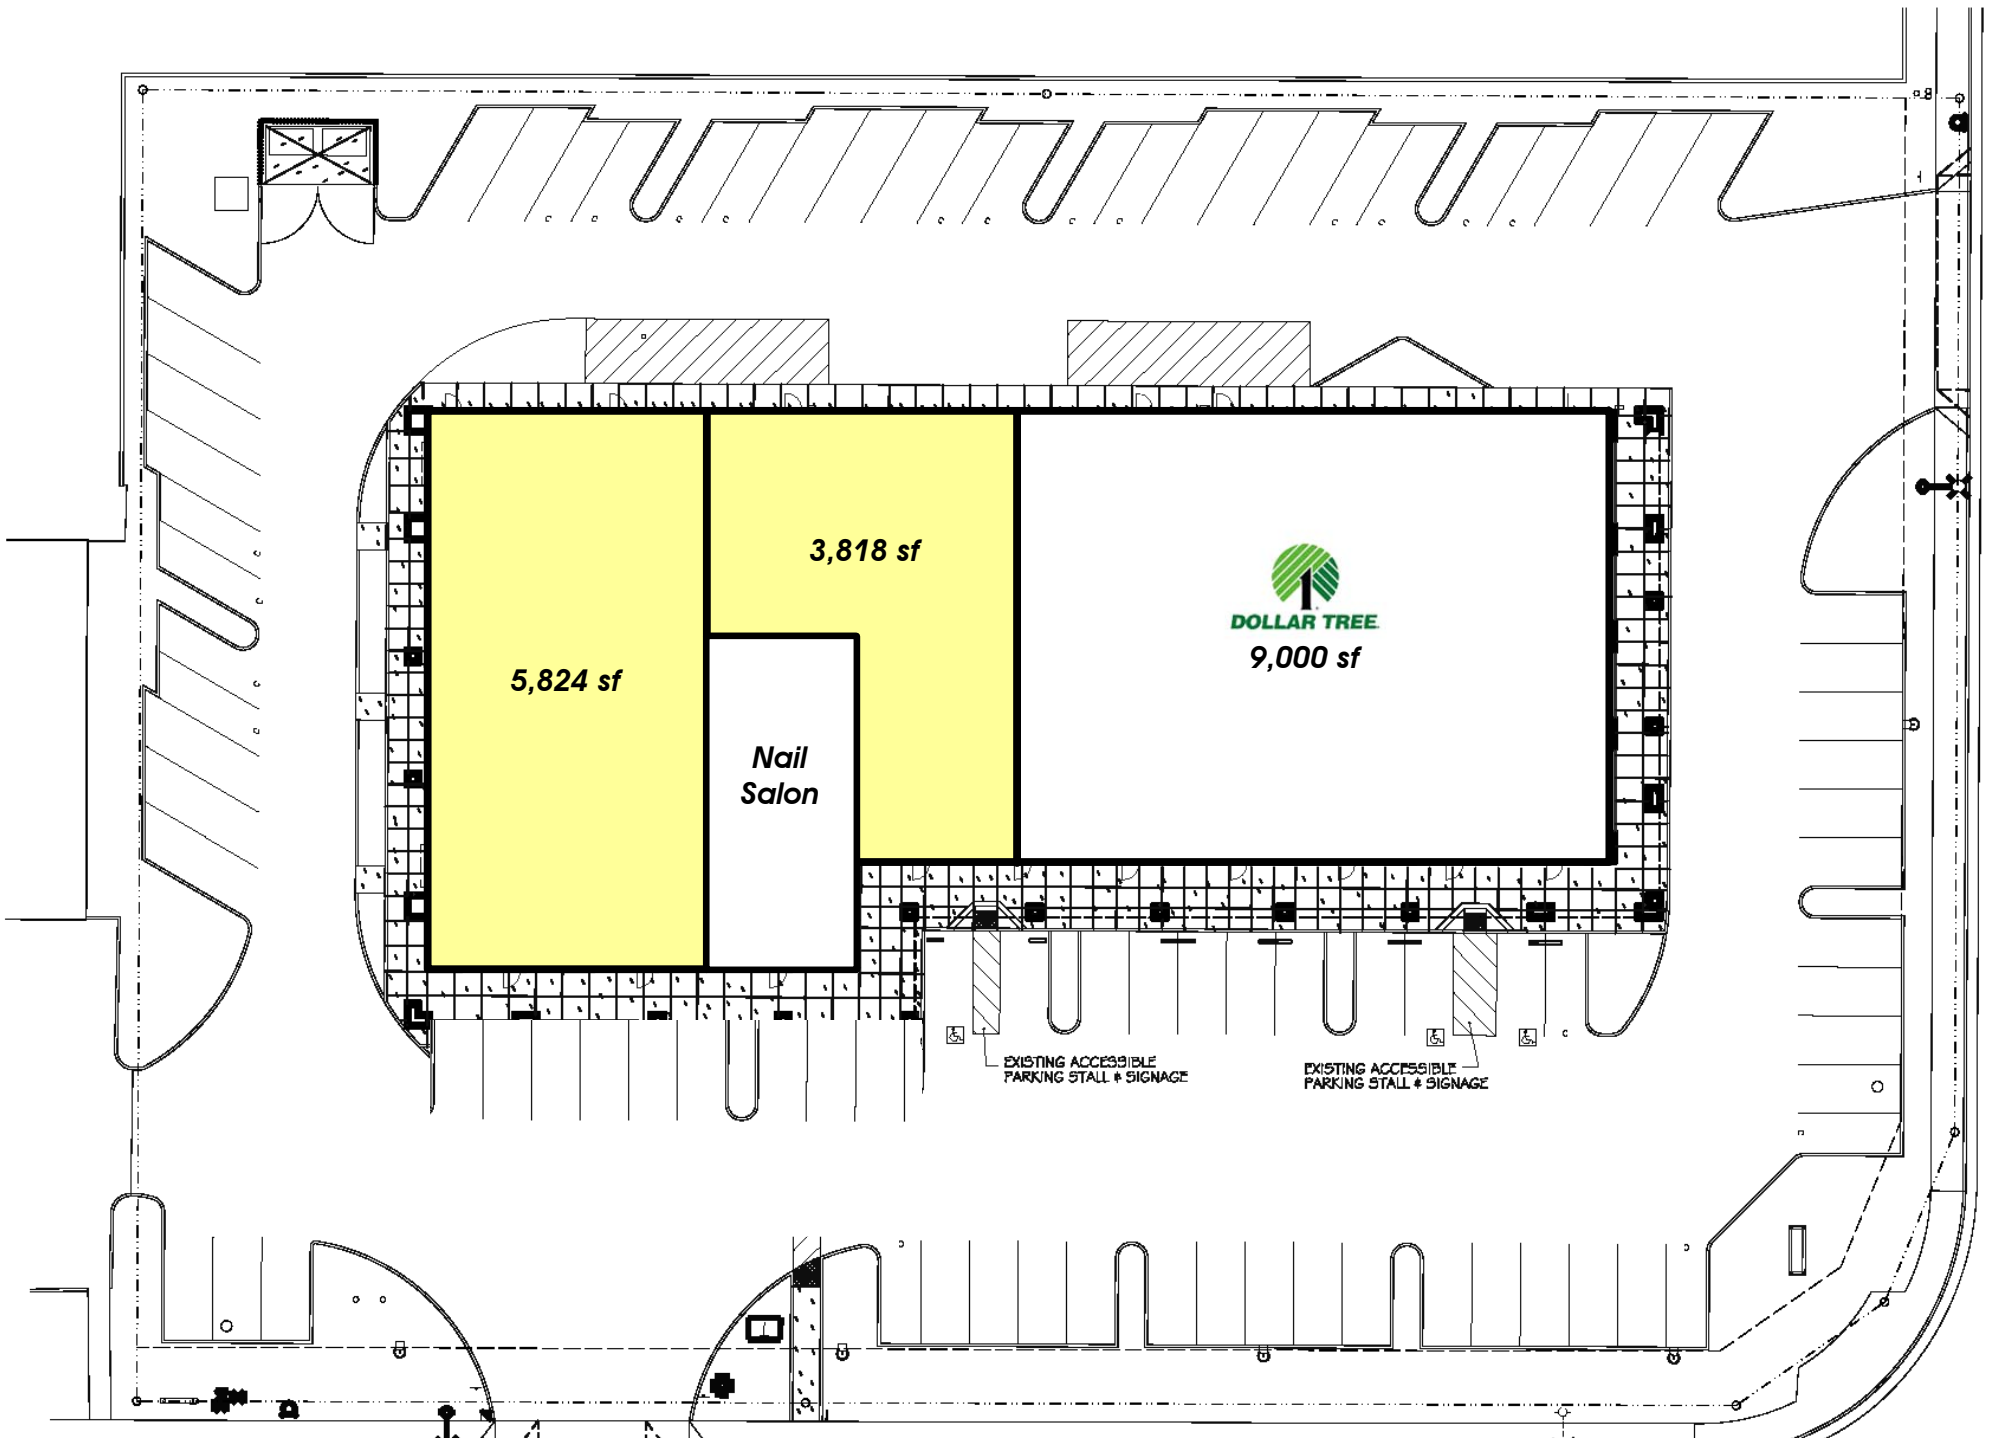 3,818 sf
DOLLAR TREE
9,000 sf
5,824 sf
Nail
Salon
EXISTING ACCESSIBLE
PARKING STALL & SIGNAGE
EXISTING ACCESSIBLE
PARKING STALL & SIGNAGE